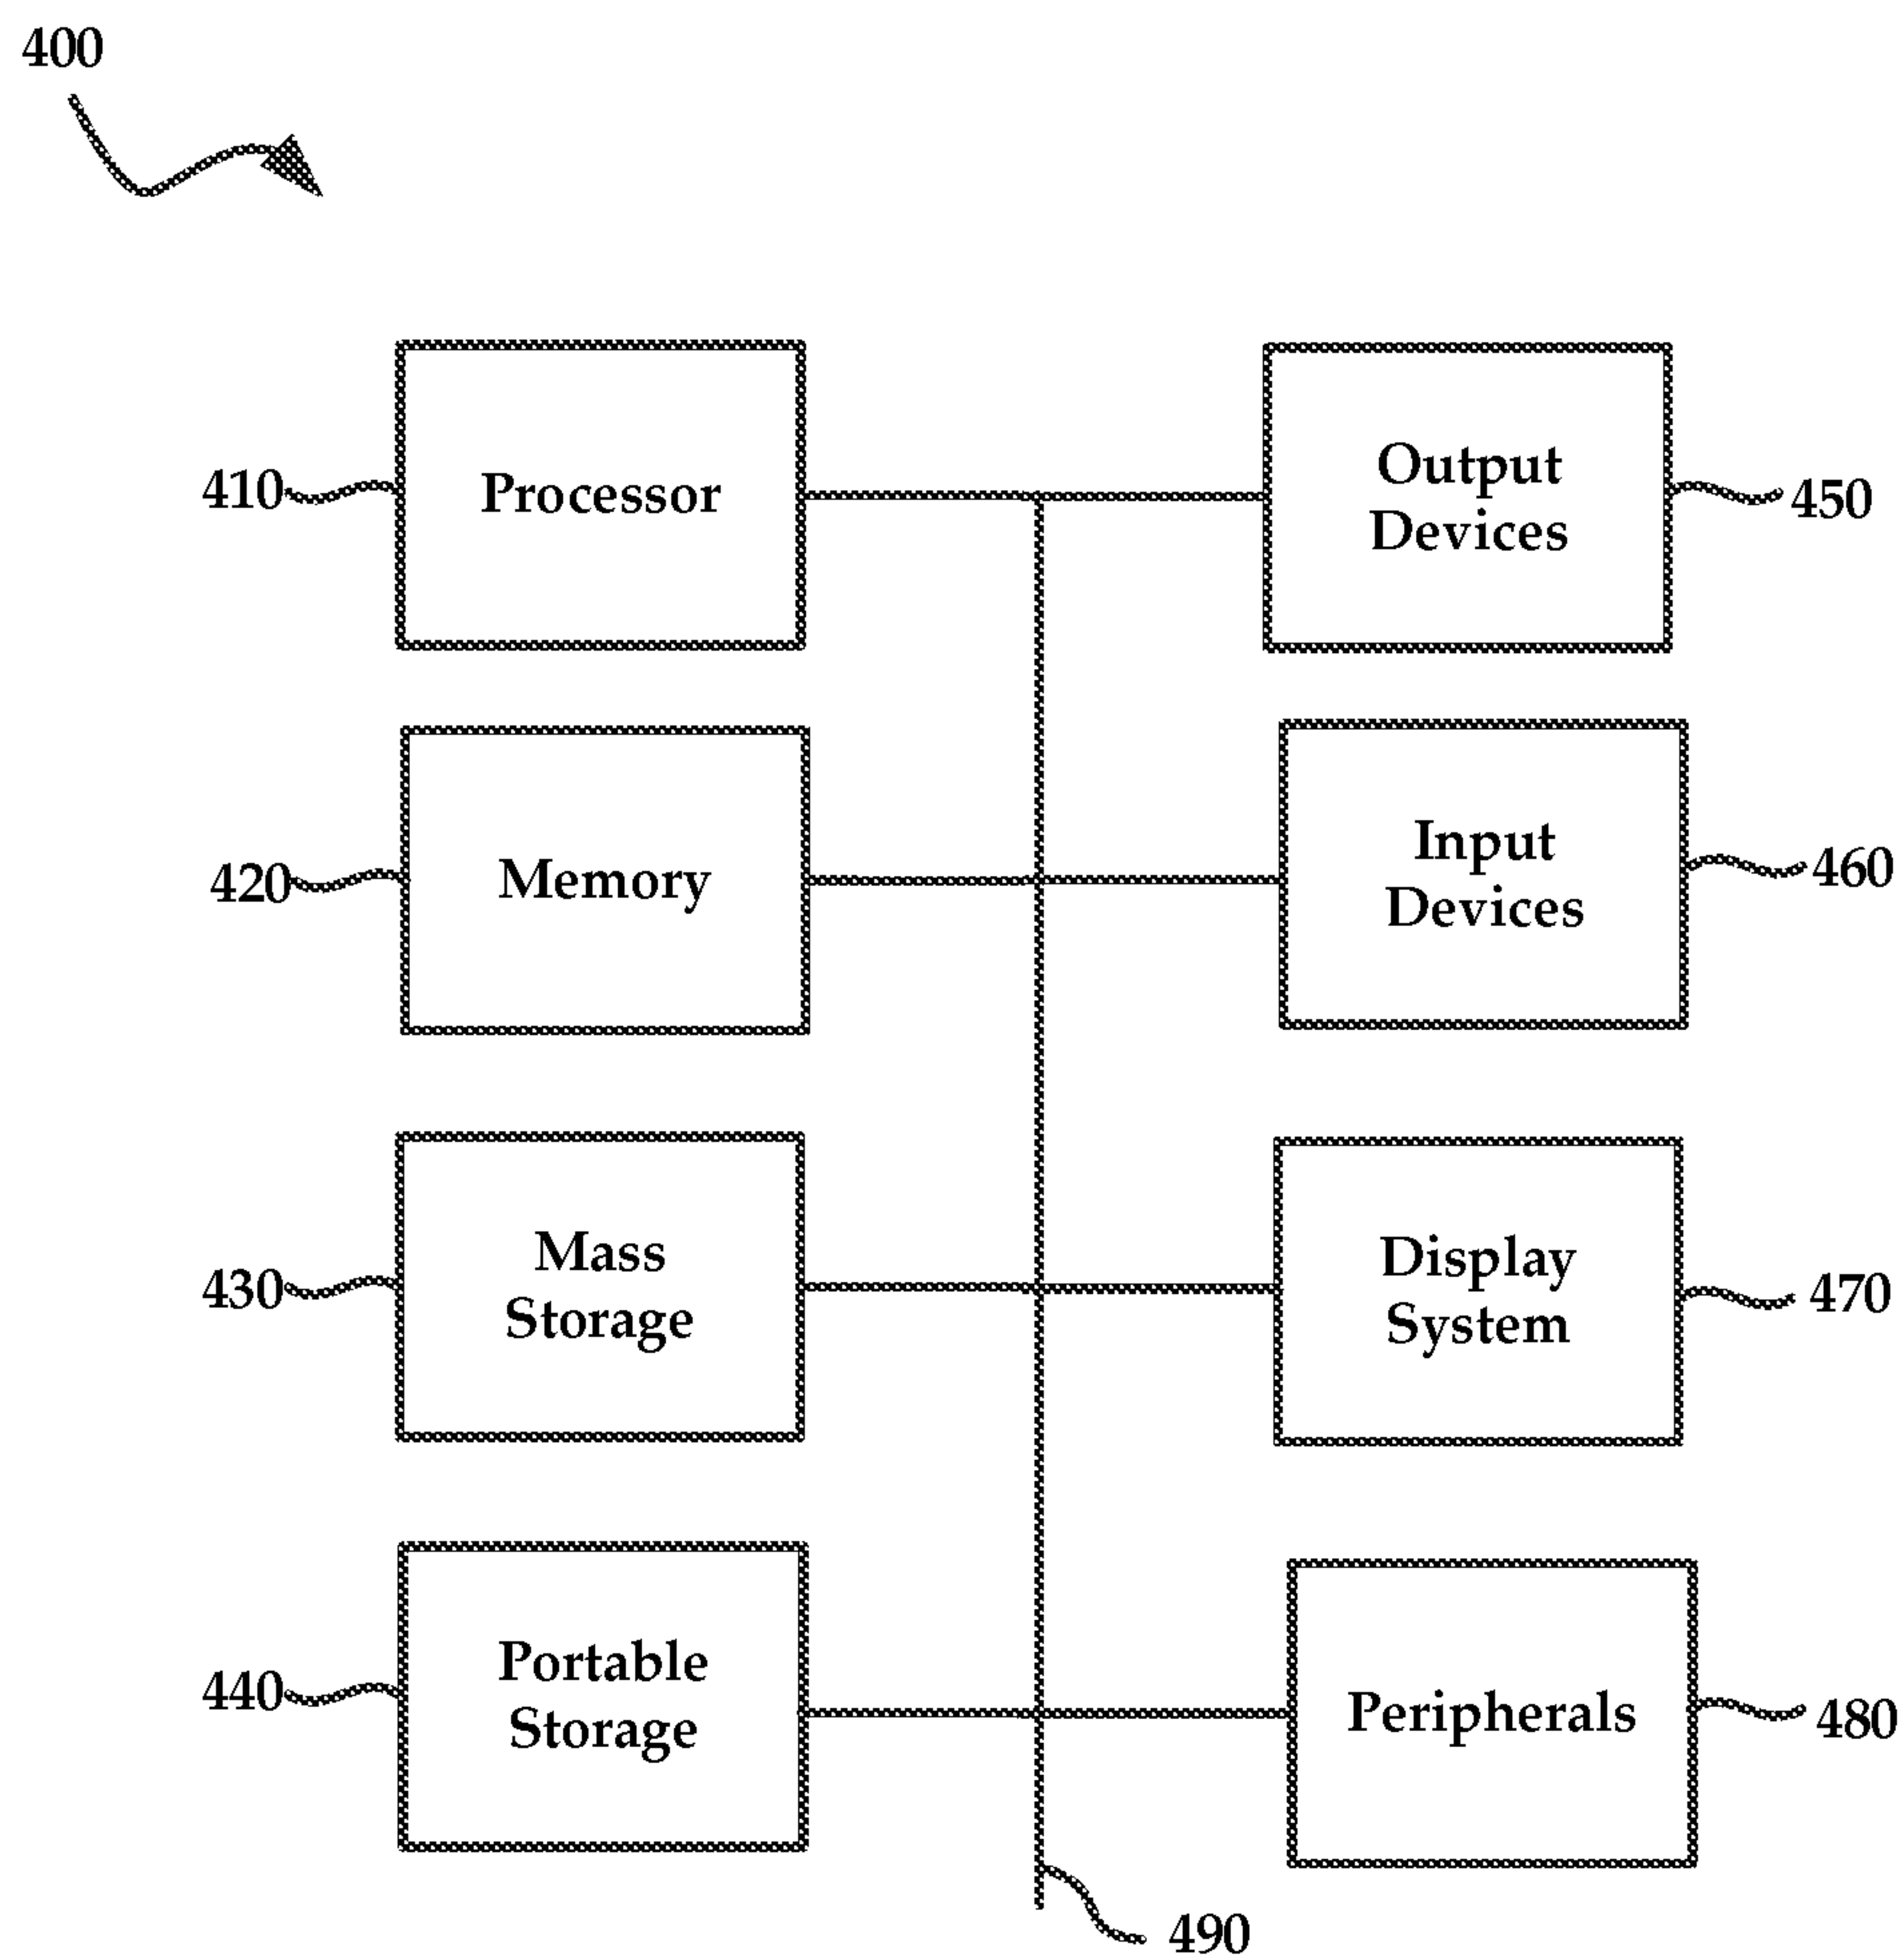 400
410
Processor
Output
Devices
450
420
Memory
Input
Devices
460
430
Mass
Storage
Display
System
470
440
Portable
Storage
Peripherals
480
490